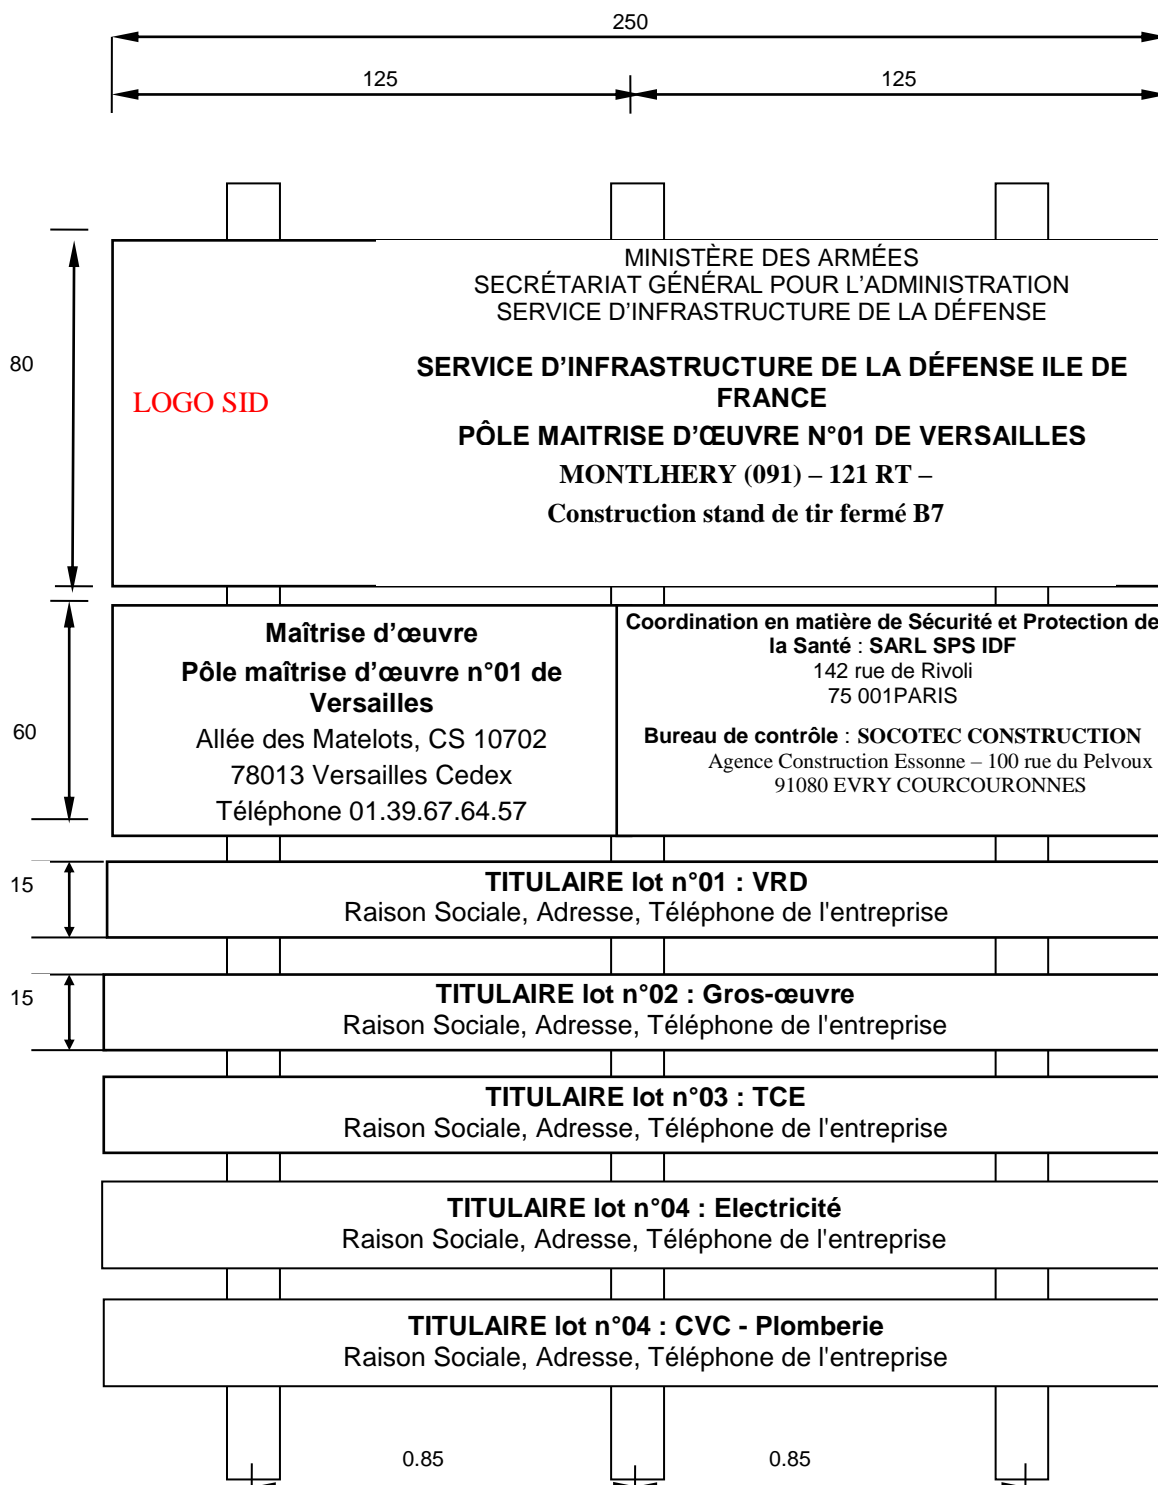 250
125
125
MINISTÈRE DES ARMÉES
SECRÉTARIAT GÉNÉRAL POUR L'ADMINISTRATION
SERVICE D'INFRASTRUCTURE DE LA DÉFENSE
80
SERVICE D'INFRASTRUCTURE DE LA DÉFENSE ILE DE
FRANCE
LOGO SID
PÔLE MAITRISE D'ŒUVRE N°01 DE VERSAILLES
MONTLHERY (091) – 121 RT –
Construction stand de tir fermé B7
60
Maîtrise d'œuvre
Pôle maîtrise d'œuvre n°01 de
Versailles
Allée des Matelots, CS 10702
78013 Versailles Cedex
Téléphone 01.39.67.64.57
Coordination en matière de Sécurité et Protection de
la Santé : SARL SPS IDF
142 rue de Rivoli
75 001PARIS
Bureau de contrôle : SOCOTEC CONSTRUCTION
Agence Construction Essonne – 100 rue du Pelvoux
91080 EVRY COURCOURONNES
15
TITULAIRE lot n°01 : VRD
Raison Sociale, Adresse, Téléphone de l'entreprise
15
TITULAIRE lot n°02 : Gros-œuvre
Raison Sociale, Adresse, Téléphone de l'entreprise
TITULAIRE lot n°03 : TCE
Raison Sociale, Adresse, Téléphone de l'entreprise
TITULAIRE lot n°04 : Electricité
Raison Sociale, Adresse, Téléphone de l'entreprise
TITULAIRE lot n°04 : CVC - Plomberie
Raison Sociale, Adresse, Téléphone de l'entreprise
0.85
0.85